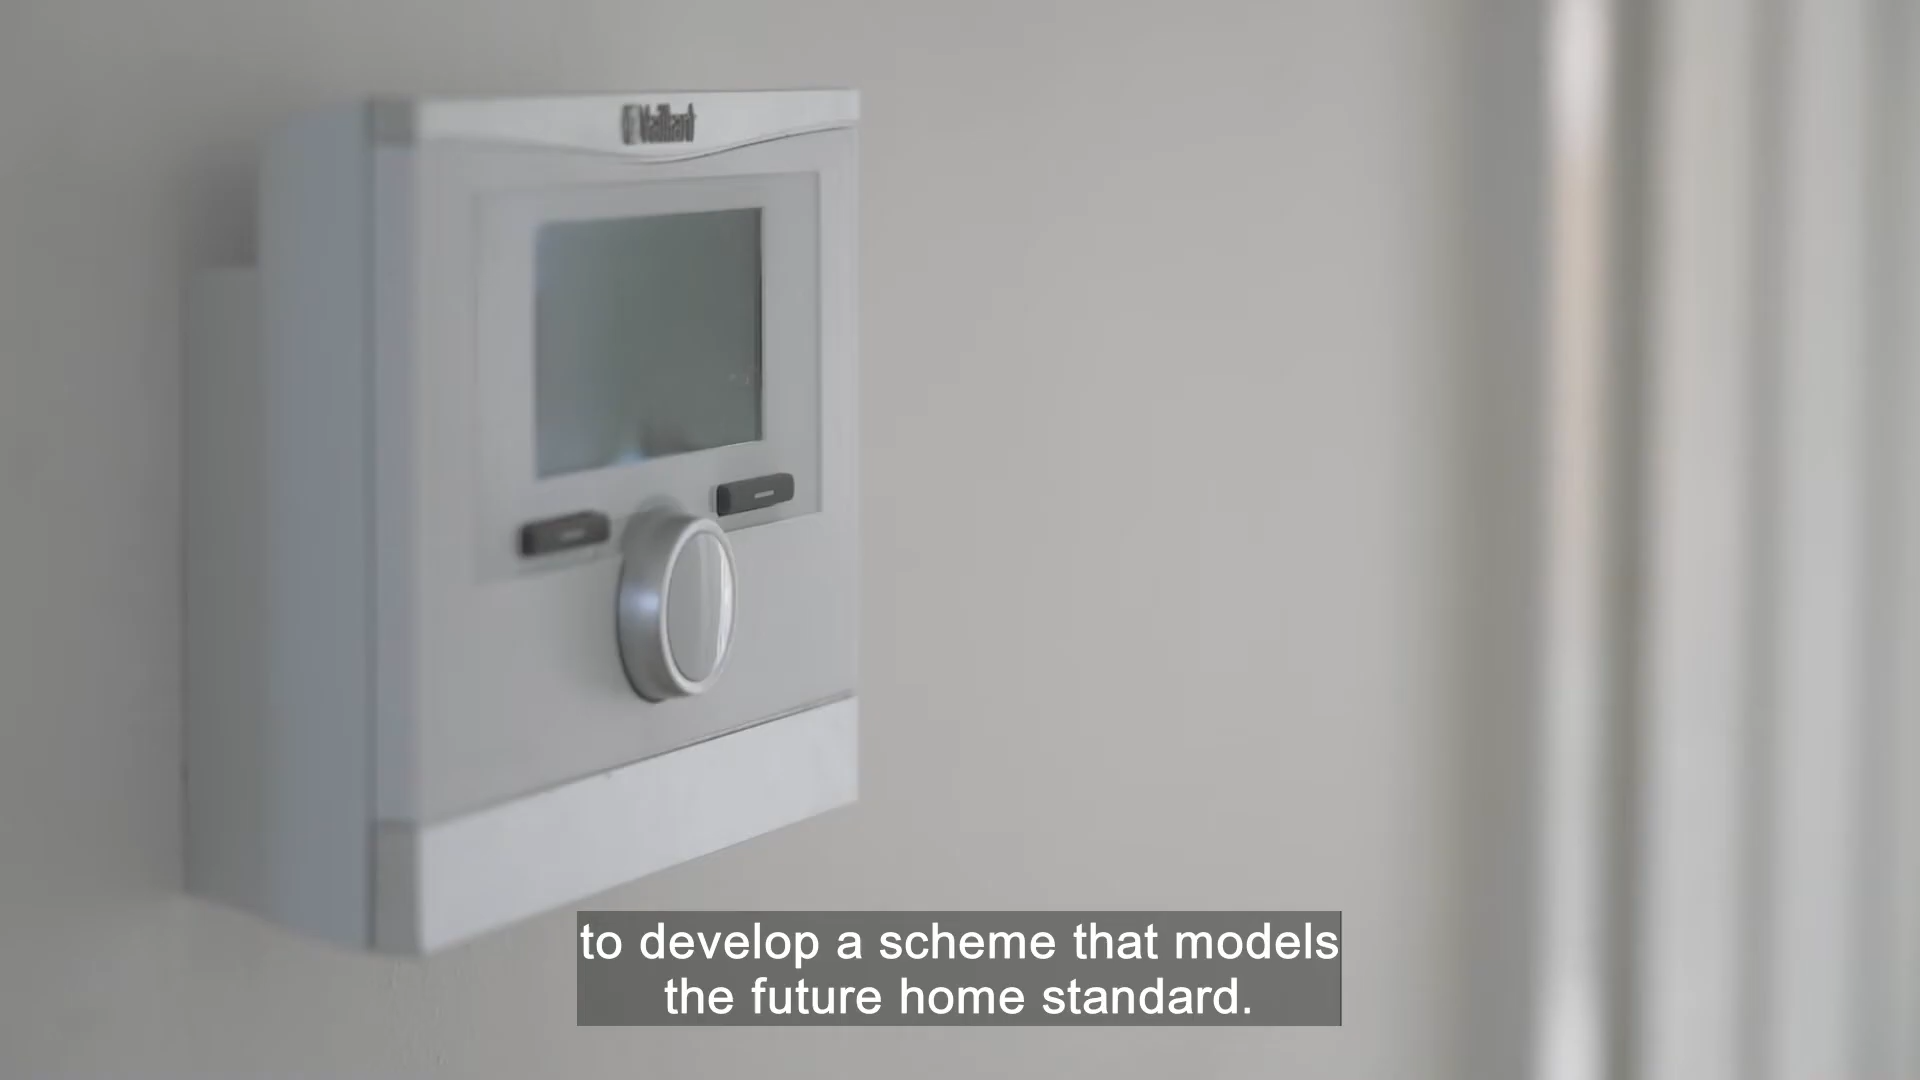 Vaillant
to develop a scheme that models
the future home standard.